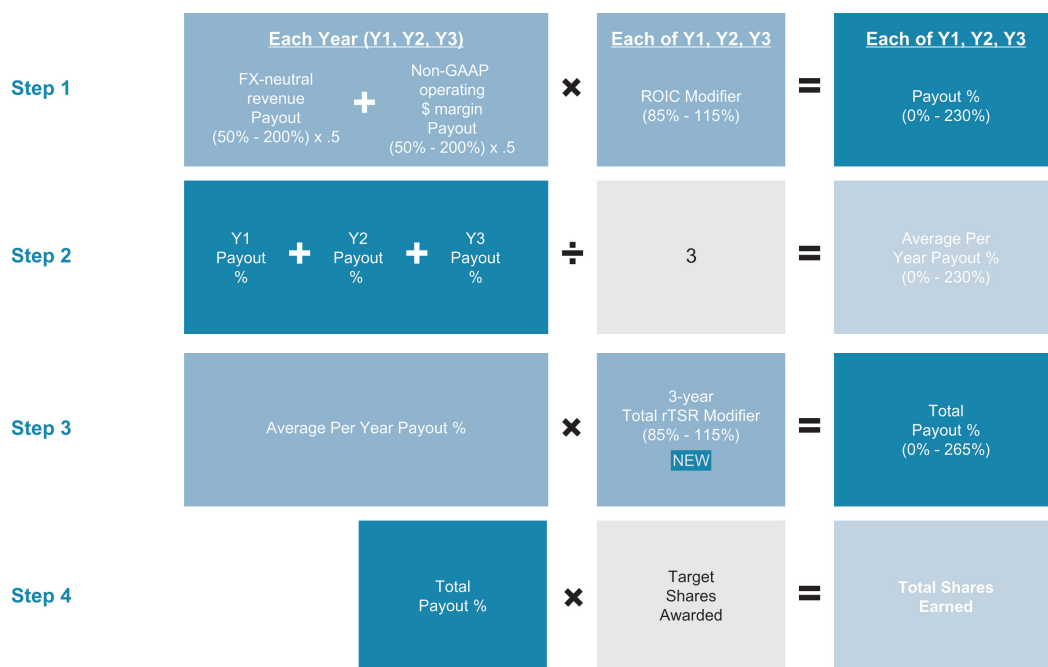 Each Year (Y1, Y2, Y3)
Each of Y1, Y2, Y3
Each of Y1, Y2, Y3
Step 1
FX-neutral
revenue
Payout
(50% - 200%) x .5
+
Non-GAAP
operating
$ margin
Payout
(50% - 200%) x .5
×
ROIC Modifier
(85% - 115%)
=
Payout %
(0% - 230%)
Step 2
Y1
Payout
%
+
Y2
Payout
%
+
Y3
Payout
%
÷
3
=
Average Per
Year Payout %
(0% - 230%)
Step 3
Average Per Year Payout %
×
3-year
Total rTSR Modifier
(85% - 115%)
NEW
=
Total
Payout %
(0% - 265%)
Step 4
Total
Payout %
×
Target
Shares
Awarded
=
Total Shares
Earned